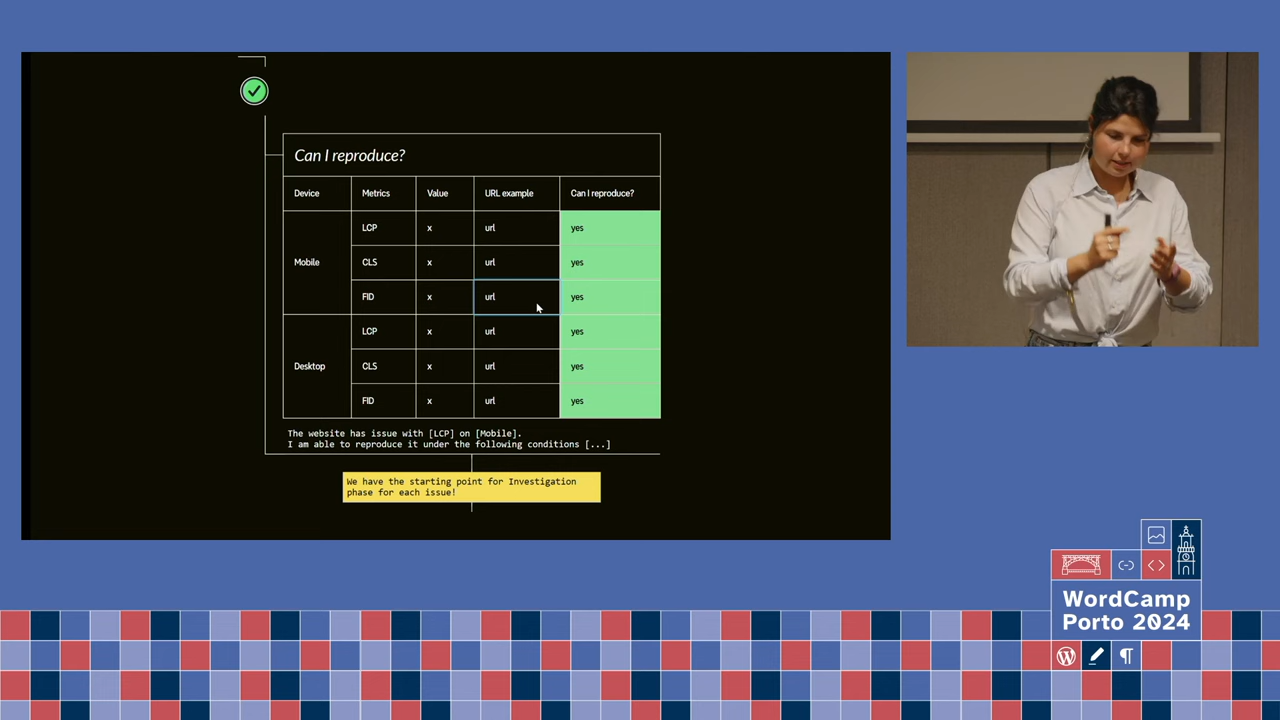 Can I reproduce?
Device Metrics Value URL example Can I reproduce?
Mobile
LCP x url yes
CLS x url yes
FID x url yes
Desktop
LCP x url yes
CLS x url yes
FID x url yes
The website has issue with [LCP] on [Mobile].
I am able to reproduce it under the following conditions [...]
We have the starting point for Investigation
phase for each issue!
WordCamp
Porto 2024